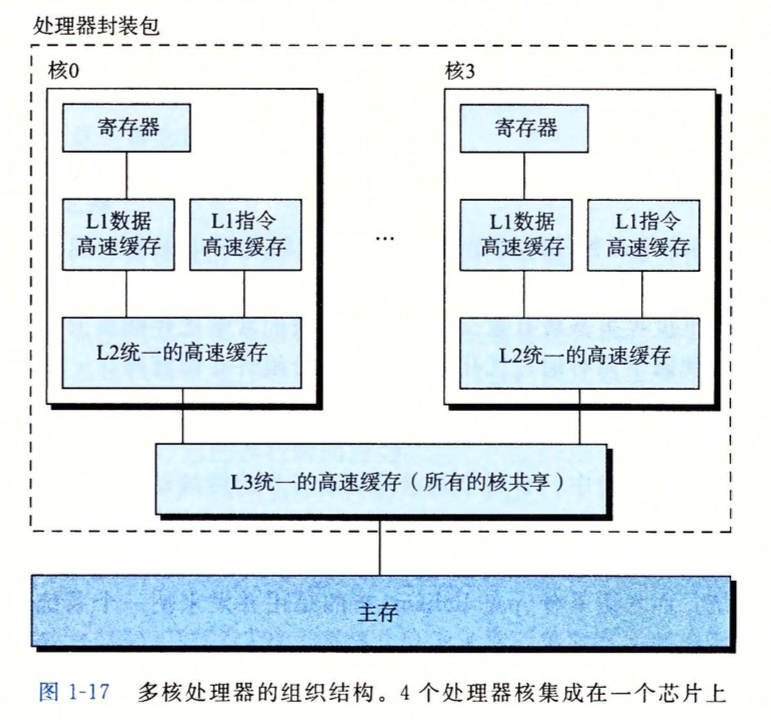 处理器封装包
核0
核3
寄存器
寄存器
L1数据
高速缓存
L1指令
高速缓存
...
L1数据
高速缓存
L1指令
高速缓存
L2统一的高速缓存
L2统一的高速缓存
L3统一的高速缓存（所有的核共享）
主存
图 1-17 多核处理器的组织结构。4 个处理器核集成在一个芯片上